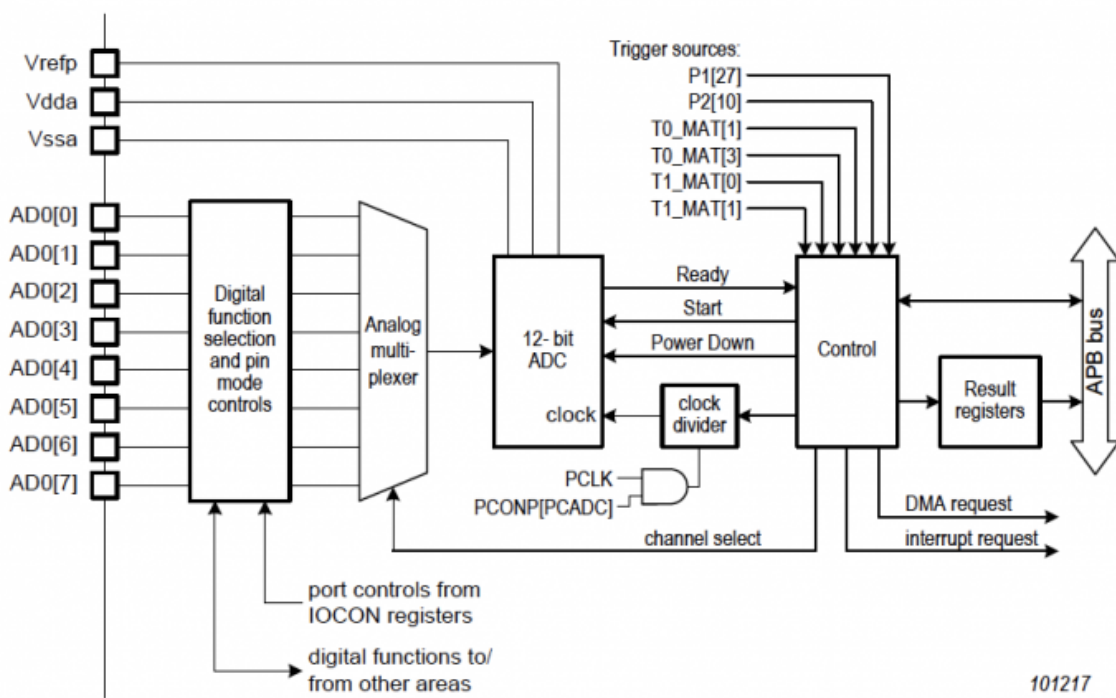 Vrefp
Vdda
Vssa
AD0[0]
AD0[1]
AD0[2]
AD0[3]
AD0[4]
AD0[5]
AD0[6]
AD0[7]
Digital
function
selection
and pin
mode
controls
Analog
multi-
plexer
12- bit
ADC
clock
Trigger sources:
P1[27]
P2[10]
T0_MAT[1]
T0_MAT[3]
T1_MAT[0]
T1_MAT[1]
Ready
Start
Power Down
clock
divider
Control
Result
registers
APB bus
PCLK
PCONP[PCADC]
channel select
DMA request
interrupt request
port controls from
IOCON registers
digital functions to/
from other areas
101217